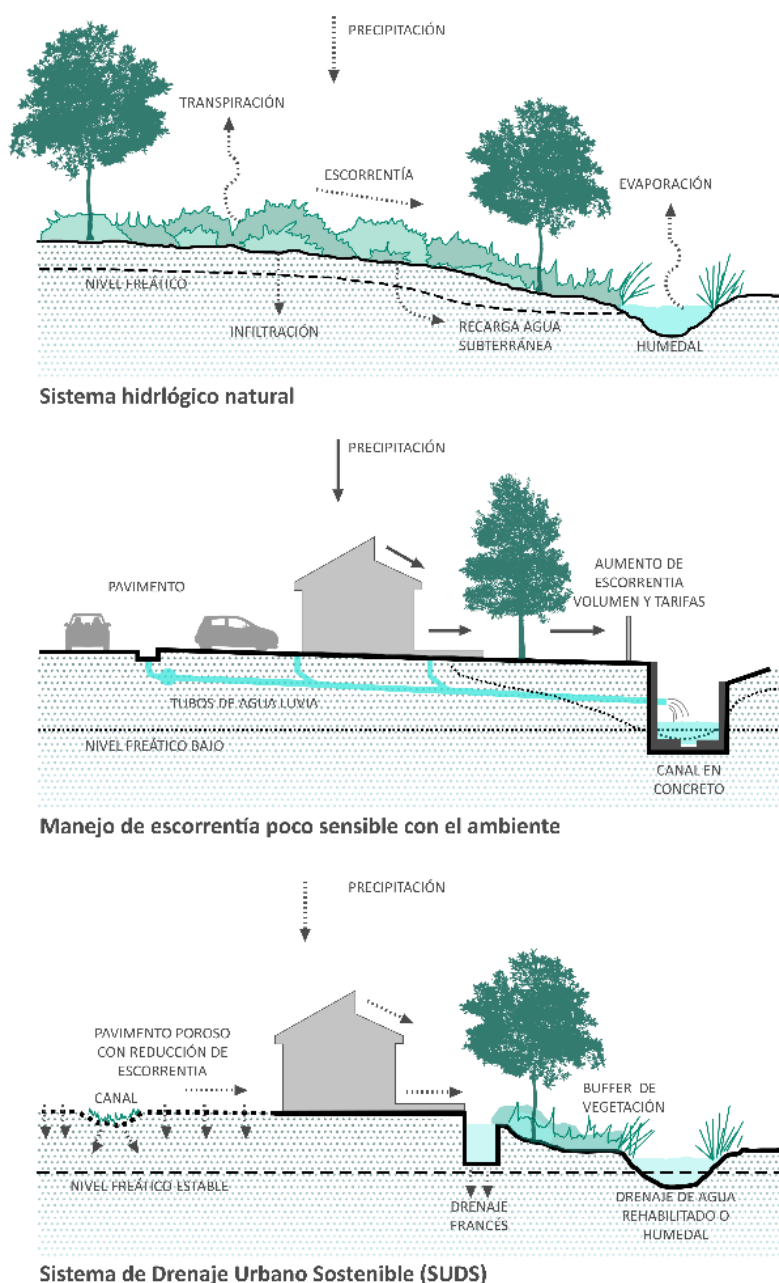 PRECIPITACIÓN
TRANSPIRACIÓN
ESCORRENTÍA
EVAPORACIÓN
NIVEL FREÁTICO
INFILTRACIÓN
RECARGA AGUA
SUBTERRÁNEA
HUMEDAL
Sistema hidrlógico natural
PRECIPITACIÓN
PAVIMENTO
AUMENTO DE
ESCORRENTIA
VOLUMEN Y TARIFAS
TUBOS DE AGUA LUVIA
NIVEL FREÁTICO BAJO
CANAL EN
CONCRETO
Manejo de escorrentía poco sensible con el ambiente
PRECIPITACIÓN
PAVIMENTO POROSO
CON REDUCCIÓN DE
ESCORRENTIA
CANAL
BUFFER DE
VEGETACIÓN
NIVEL FREÁTICO ESTABLE
DRENAJE
FRANCÉS
DRENAJE DE AGUA
REHABILITADO O
HUMEDAL
Sistema de Drenaje Urbano Sostenible (SUDS)